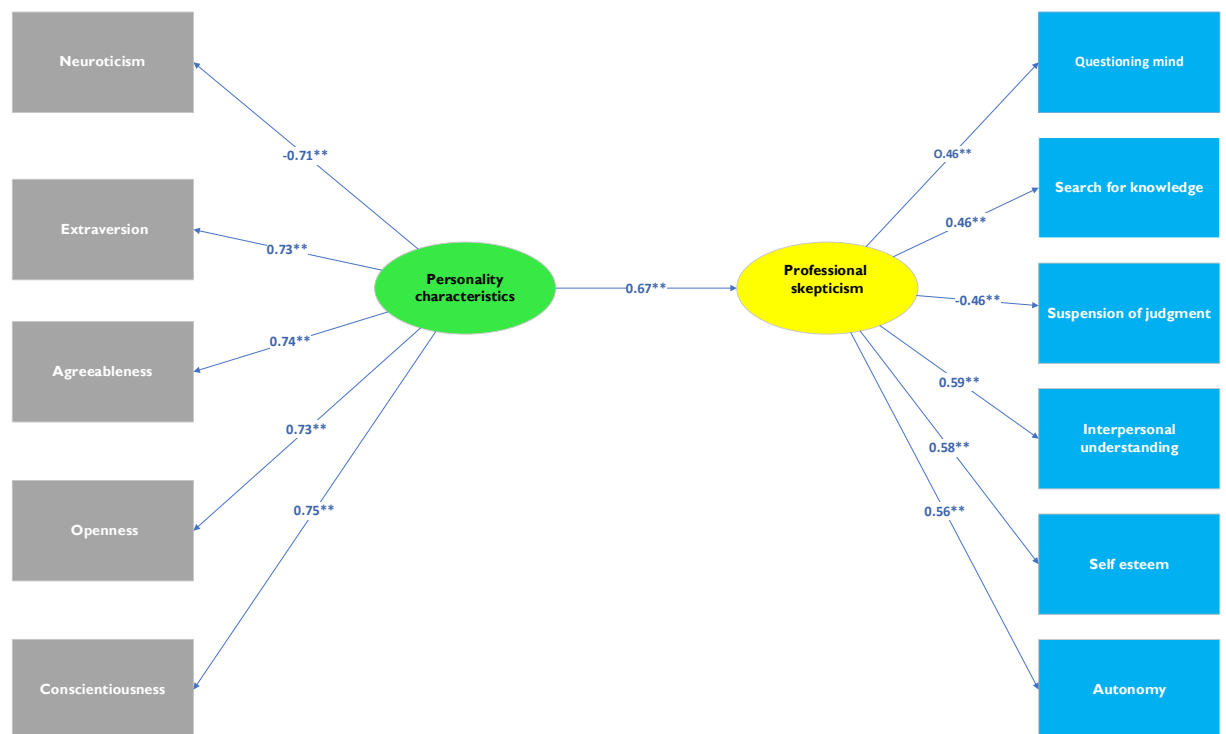 Neuroticism
Questioning mind
-0.71**
O.46**
Search for knowledge
0.46**
Extraversion
0.73**
Personality
characteristics
0.67**
Professional
skepticism
-0.46**
Suspension of judgment
0.74**
Agreeableness
0.59**
Interpersonal
understanding
0.73**
0.58**
0.75**
0.56**
Openness
Self esteem
Conscientiousness
Autonomy